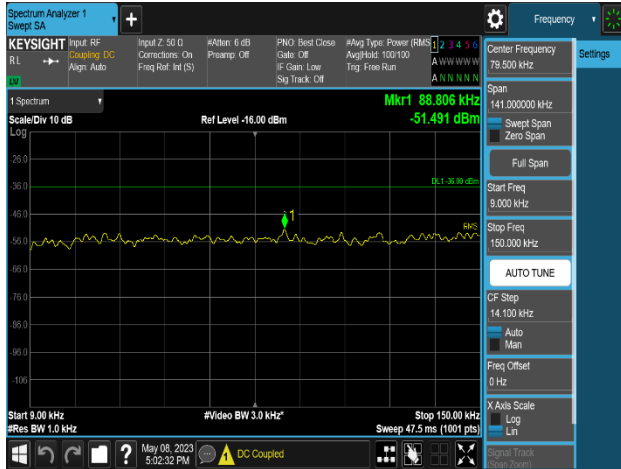 Spectrum Analyzer 1
Swept SA
+
Frequency
KEYSIGHT
R L
LXI
Input: RF
Coupling: DC
Align: Auto
Input Z: 50 Ω
Corrections: On
Freq Ref: Int (S)
#Atten: 6 dB
Preamp: Off
PNO: Best Close
Gate: Off
IF Gain: Low
Sig Track: Off
#Avg Type: Power (RMS
Avg|Hold: 100/100
Trig: Free Run
1 2 3 4 5 6
A W W W W W
A N N N N N
1 Spectrum
Scale/Div 10 dB
Ref Level -16.00 dBm
Mkr1 88.806 kHz
-51.491 dBm
Log
-26.0
-36.0
-46.0
-56.0
-66.0
-76.0
-86.0
-96.0
-106
DL1 -36.00 dBm
1
RMS
Start 9.00 kHz
#Res BW 1.0 kHz
#Video BW 3.0 kHz*
Stop 150.00 kHz
Sweep 47.5 ms (1001 pts)
Center Frequency
79.500 kHz
Settings
Span
141.000000 kHz
Swept Span
Zero Span
Full Span
Start Freq
9.000 kHz
Stop Freq
150.000 kHz
AUTO TUNE
CF Step
14.100 kHz
Auto
Man
Freq Offset
0 Hz
X Axis Scale
Log
Lin
Signal Track
(Span Zoom)
?
May 08, 2023
5:02:32 PM
1
DC Coupled